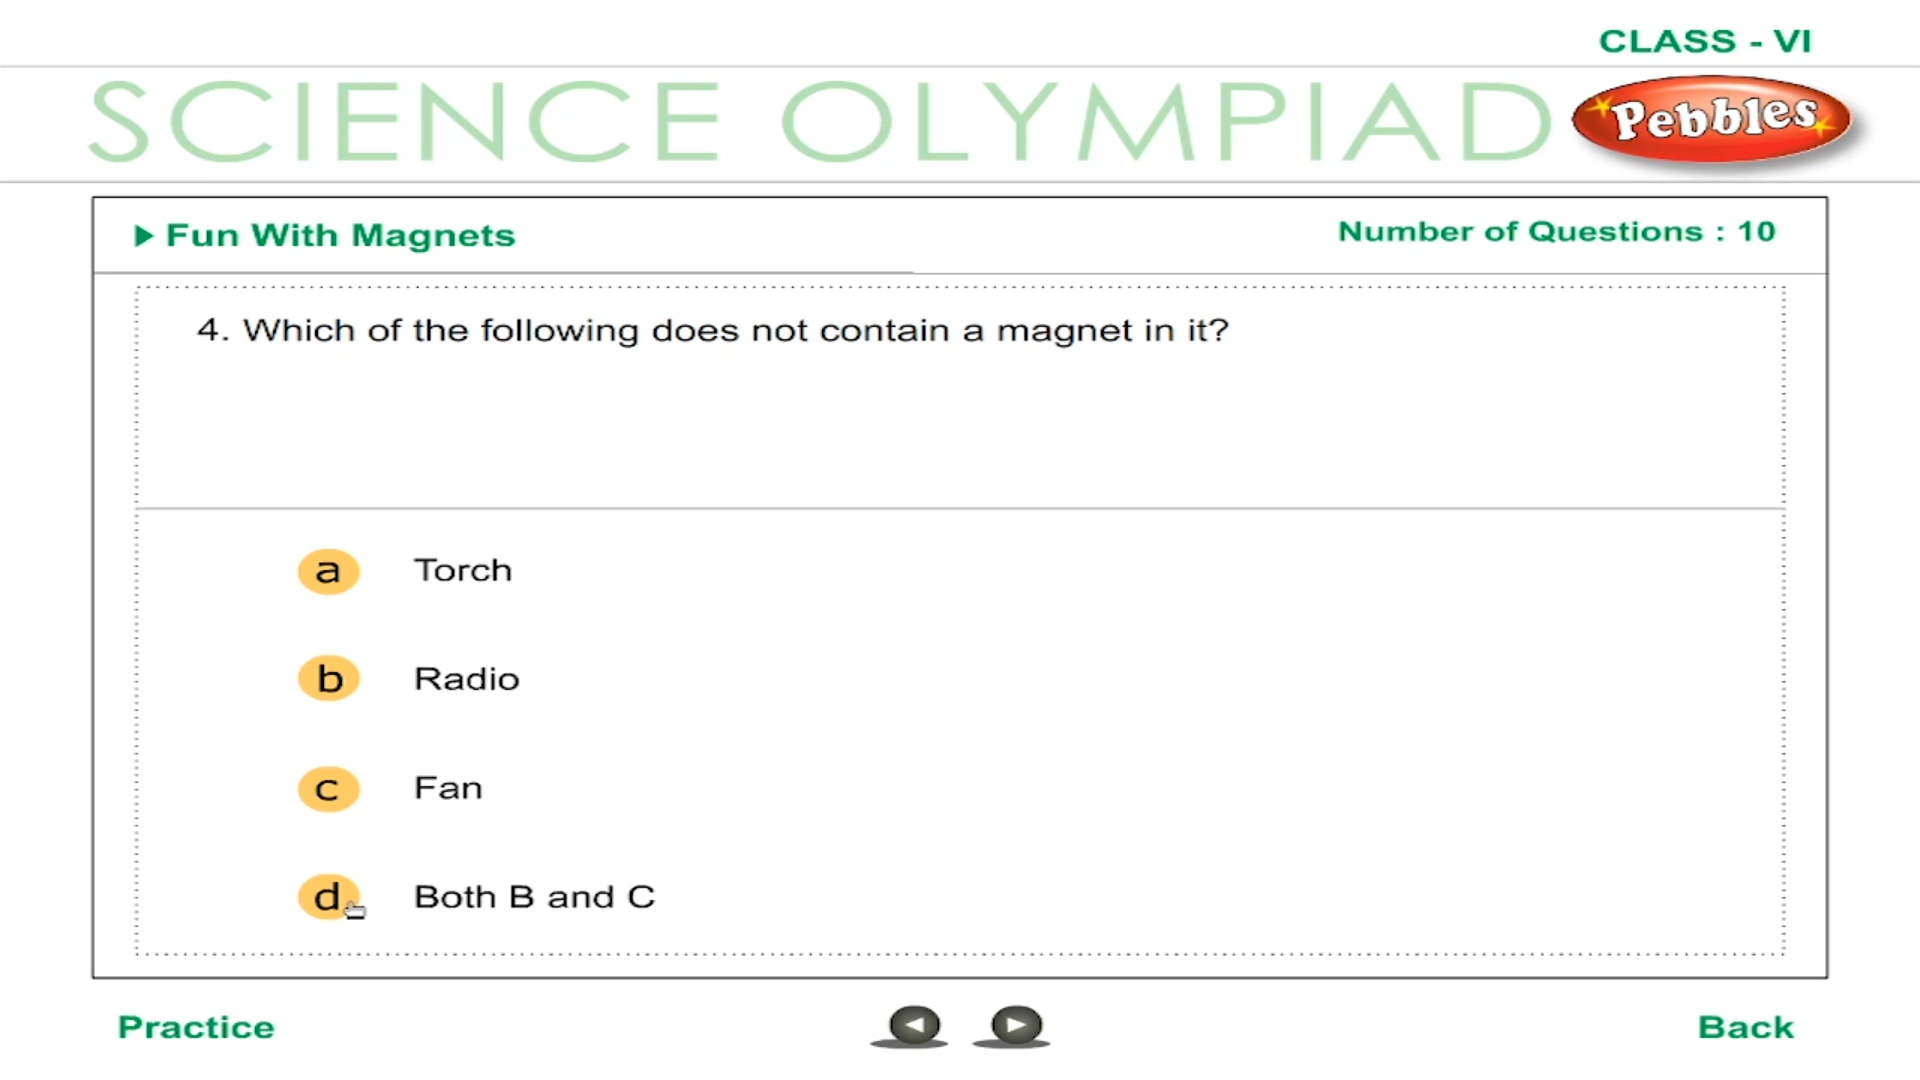 CLASS - VI
SCIENCE OLYMPIAD
Pebbles
Fun With Magnets
Number of Questions : 10
4. Which of the following does not contain a magnet in it?
a Torch
b Radio
c Fan
d Both B and C
Practice
Back